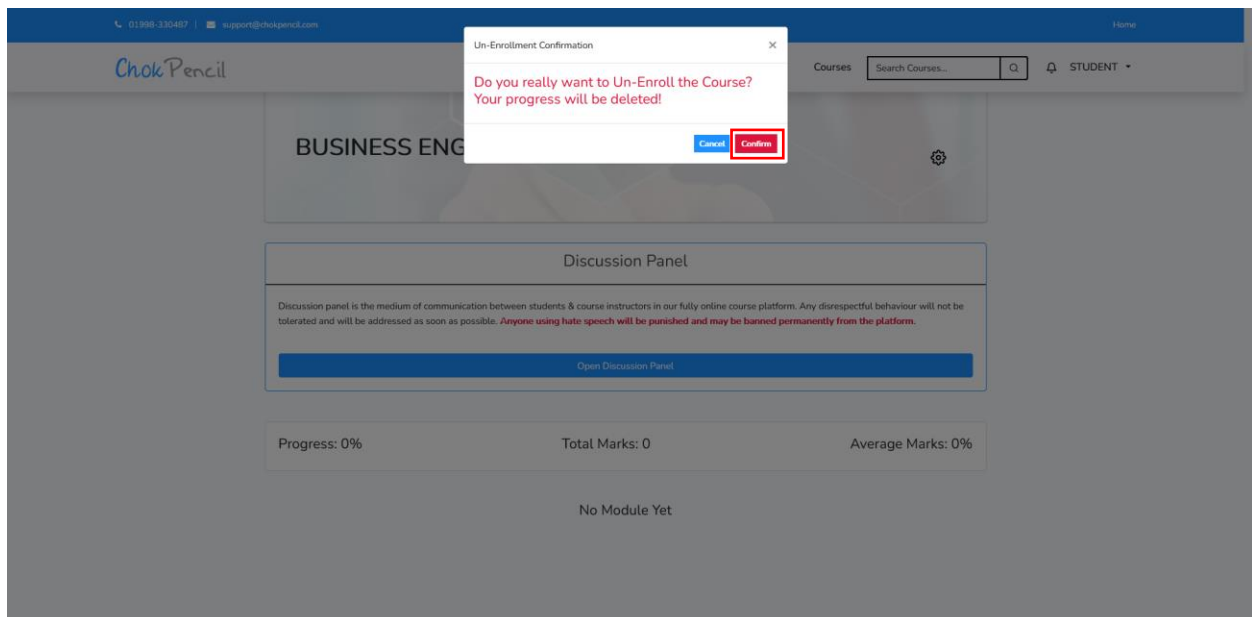 01998-330487 | support@chokpencil.com
Home
Un-Enrollment Confirmation ×
ChokPencil
Courses
Search Courses...
STUDENT
Do you really want to Un-Enroll the Course?
Your progress will be deleted!
Cancel Confirm
BUSINESS ENG
Discussion Panel
Discussion panel is the medium of communication between students & course instructors in our fully online course platform. Any disrespectful behaviour will not be
tolerated and will be addressed as soon as possible. Anyone using hate speech will be punished and may be banned permanently from the platform.
Open Discussion Panel
Progress: 0% Total Marks: 0 Average Marks: 0%
No Module Yet